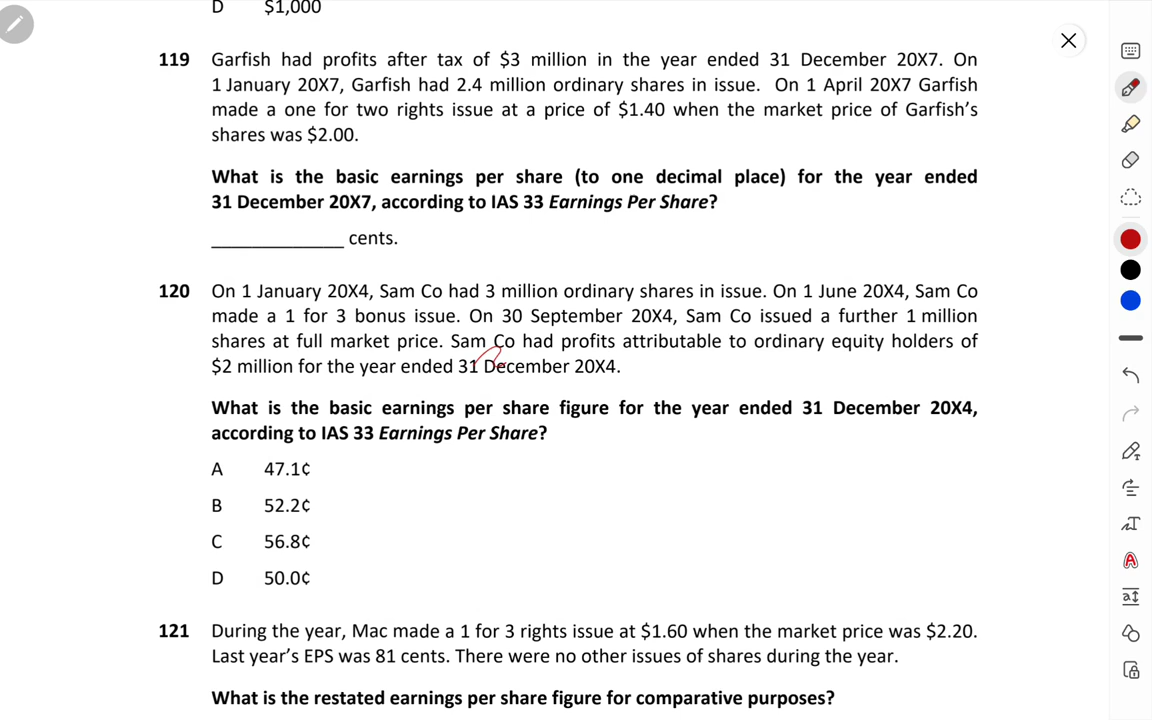 D $1,000
119 Garfish had profits after tax of $3 million in the year ended 31 December 20X7. On
1 January 20X7, Garfish had 2.4 million ordinary shares in issue. On 1 April 20X7 Garfish
made a one for two rights issue at a price of $1.40 when the market price of Garfish's
shares was $2.00.
What is the basic earnings per share (to one decimal place) for the year ended
31 December 20X7, according to IAS 33 Earnings Per Share?
_____________ cents.
120 On 1 January 20X4, Sam Co had 3 million ordinary shares in issue. On 1 June 20X4, Sam Co
made a 1 for 3 bonus issue. On 30 September 20X4, Sam Co issued a further 1 million
shares at full market price. Sam Co had profits attributable to ordinary equity holders of
$2 million for the year ended 31 December 20X4.
What is the basic earnings per share figure for the year ended 31 December 20X4,
according to IAS 33 Earnings Per Share?
A 47.1¢
B 52.2¢
C 56.8¢
D 50.0¢
121 During the year, Mac made a 1 for 3 rights issue at $1.60 when the market price was $2.20.
Last year's EPS was 81 cents. There were no other issues of shares during the year.
What is the restated earnings per share figure for comparative purposes?